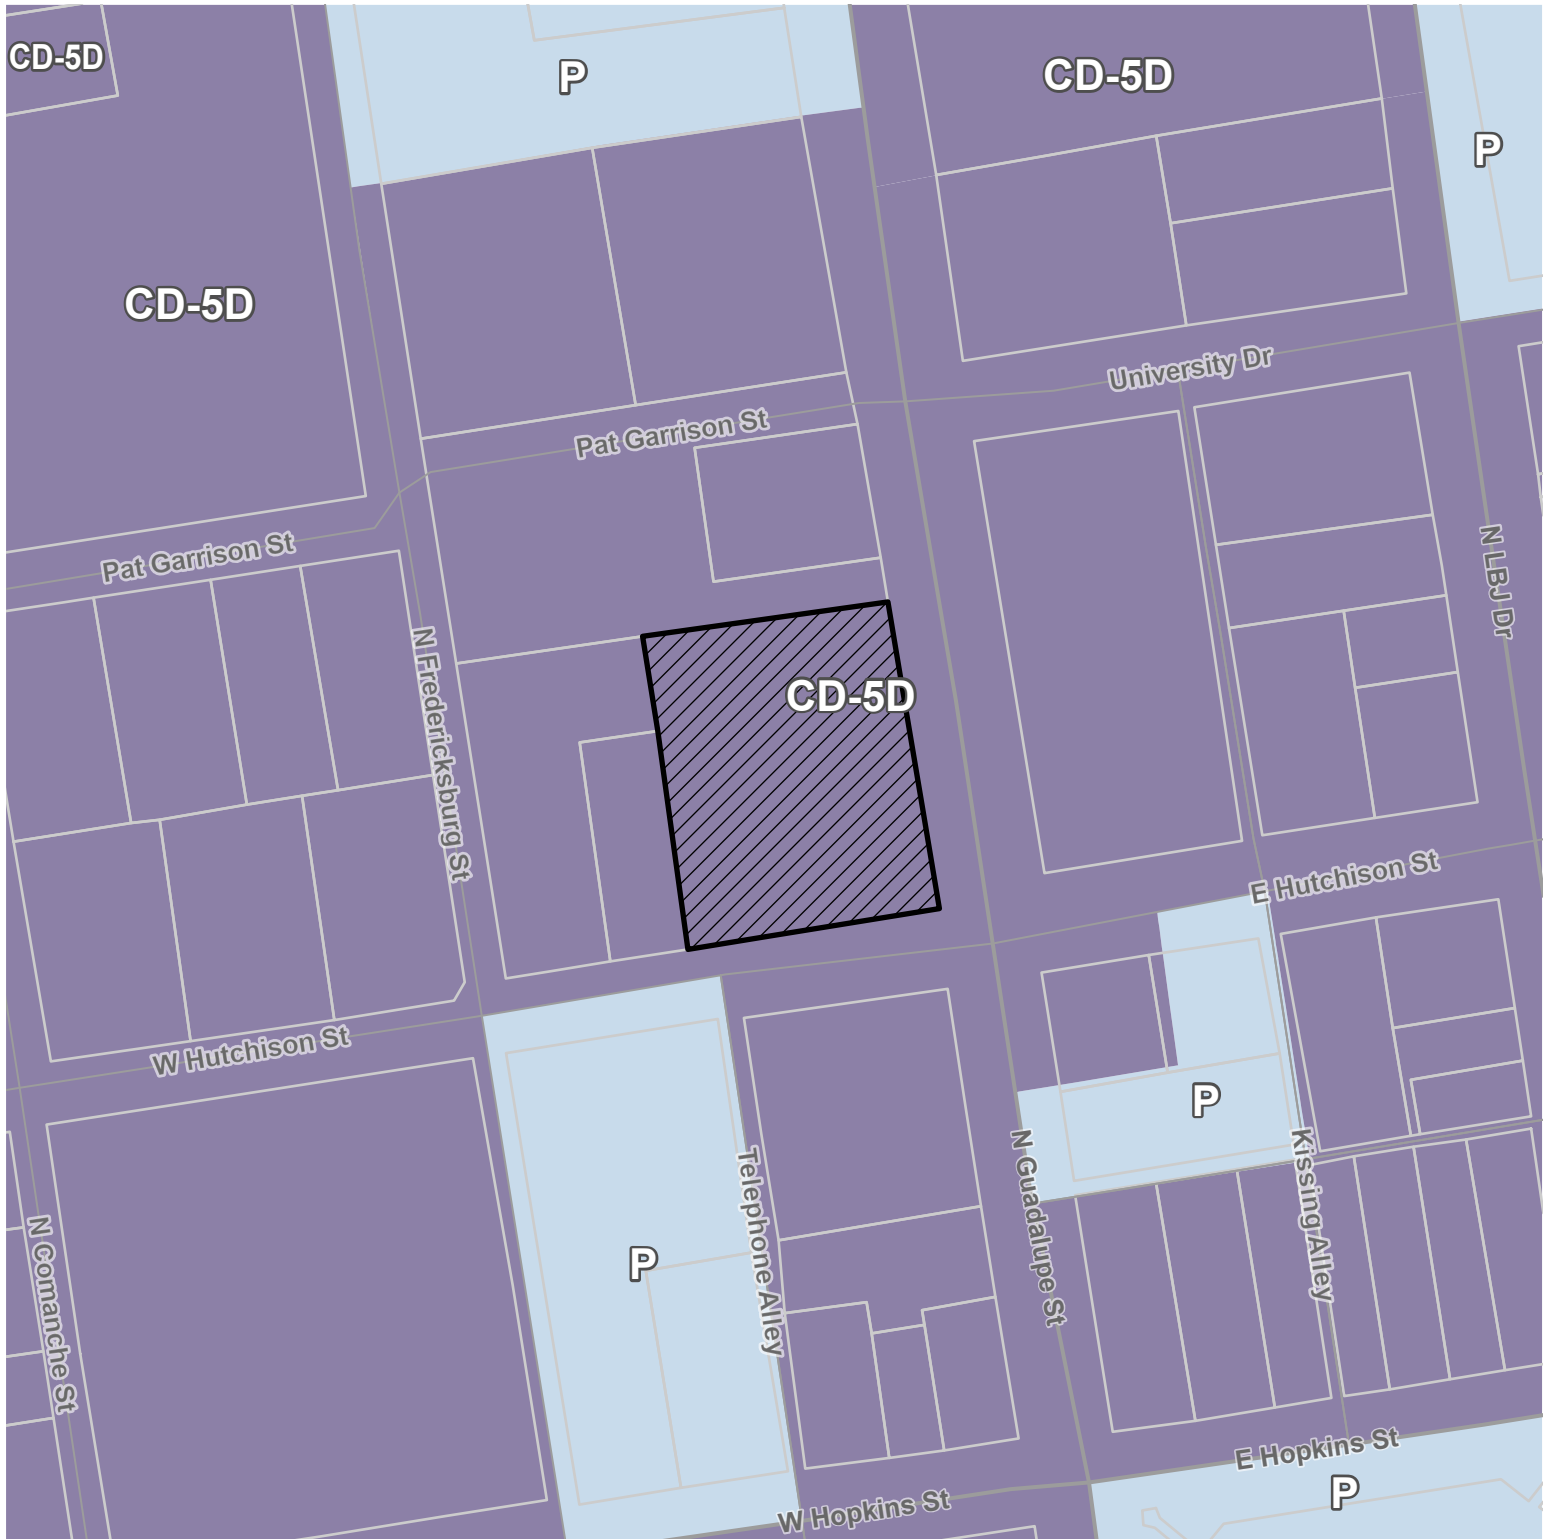 CD-5D
P
CD-5D
P
CD-5D
University Dr
Pat Garrison St
Pat Garrison St
N LBJ Dr
N Fredericksburg St
CD-5D
E Hutchison St
W Hutchison St
P
N Guadalupe St
Kissing Alley
Telephone Alley
N Comanche St
P
E Hopkins St
P
W Hopkins St